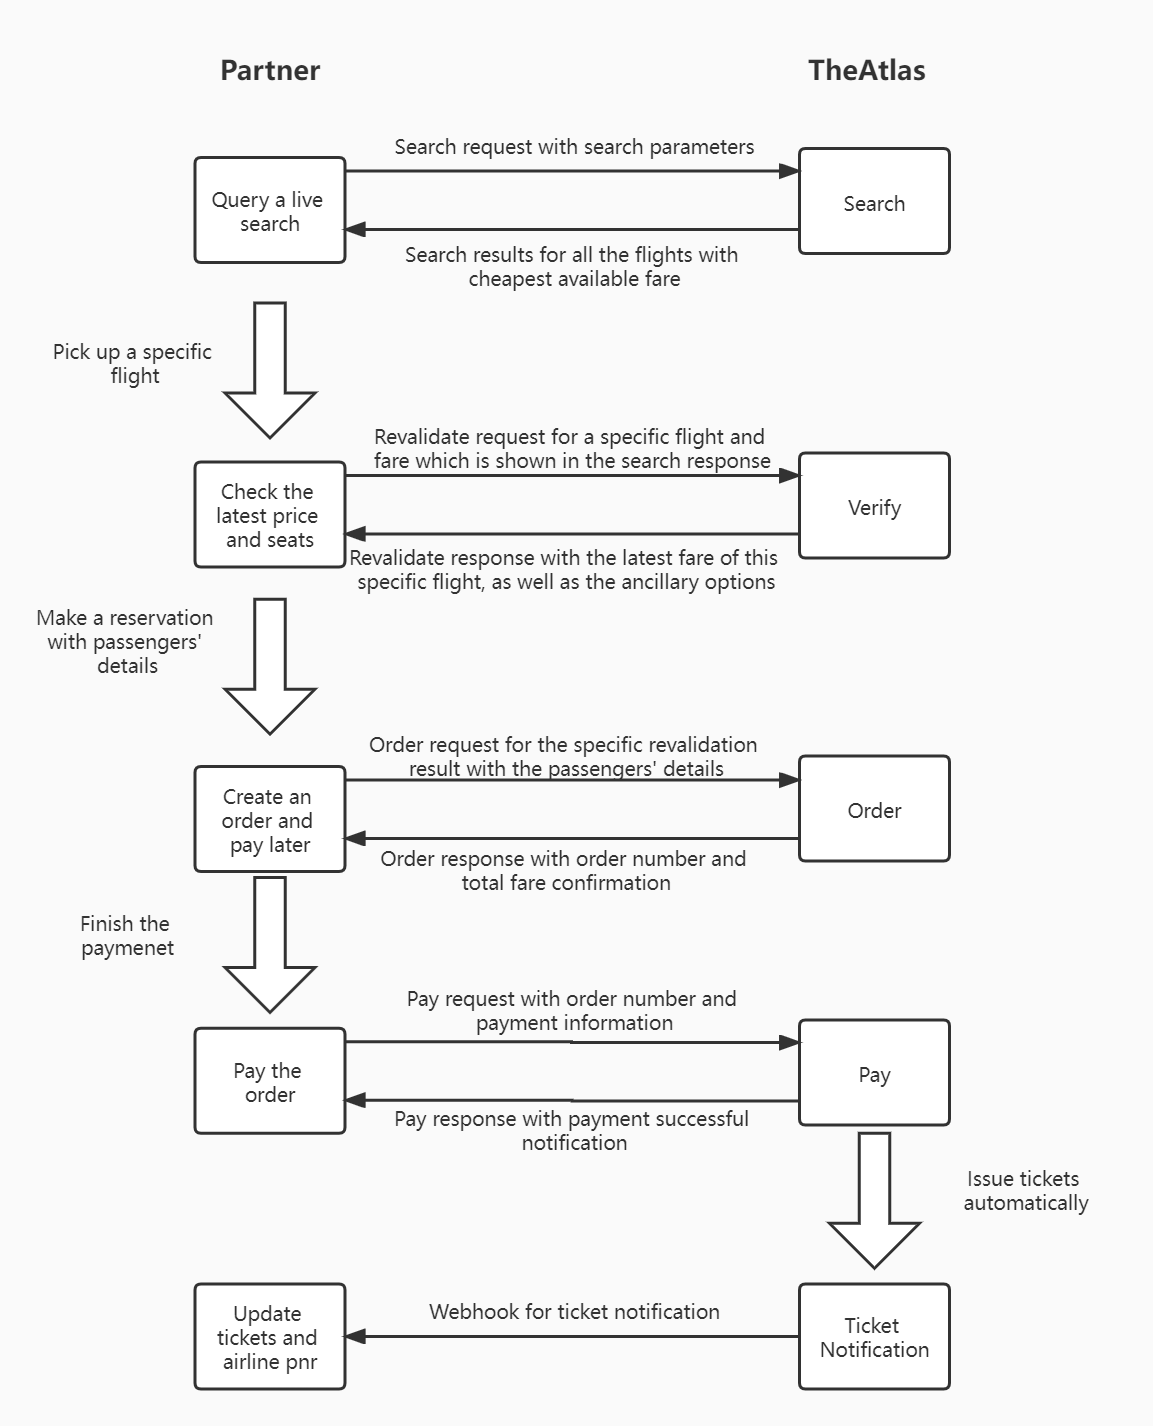 Partner
TheAtlas
Search request with search parameters
Query a live
search
Search
Search results for all the flights with
cheapest available fare
Pick up a specific
flight
Revalidate request for a specific flight and
fare which is shown in the search response
Check the
latest price
and seats
Verify
Revalidate response with the latest fare of this
specific flight, as well as the ancillary options
Make a reservation
with passengers'
details
Order request for the specific revalidation
result with the passengers' details
Create an
order and
pay later
Order
Order response with order number and
total fare confirmation
Finish the
paymenet
Pay request with order number and
payment information
Pay the
order
Pay
Pay response with payment successful
notification
Issue tickets
automatically
Webhook for ticket notification
Update
tickets and
airline pnr
Ticket
Notification